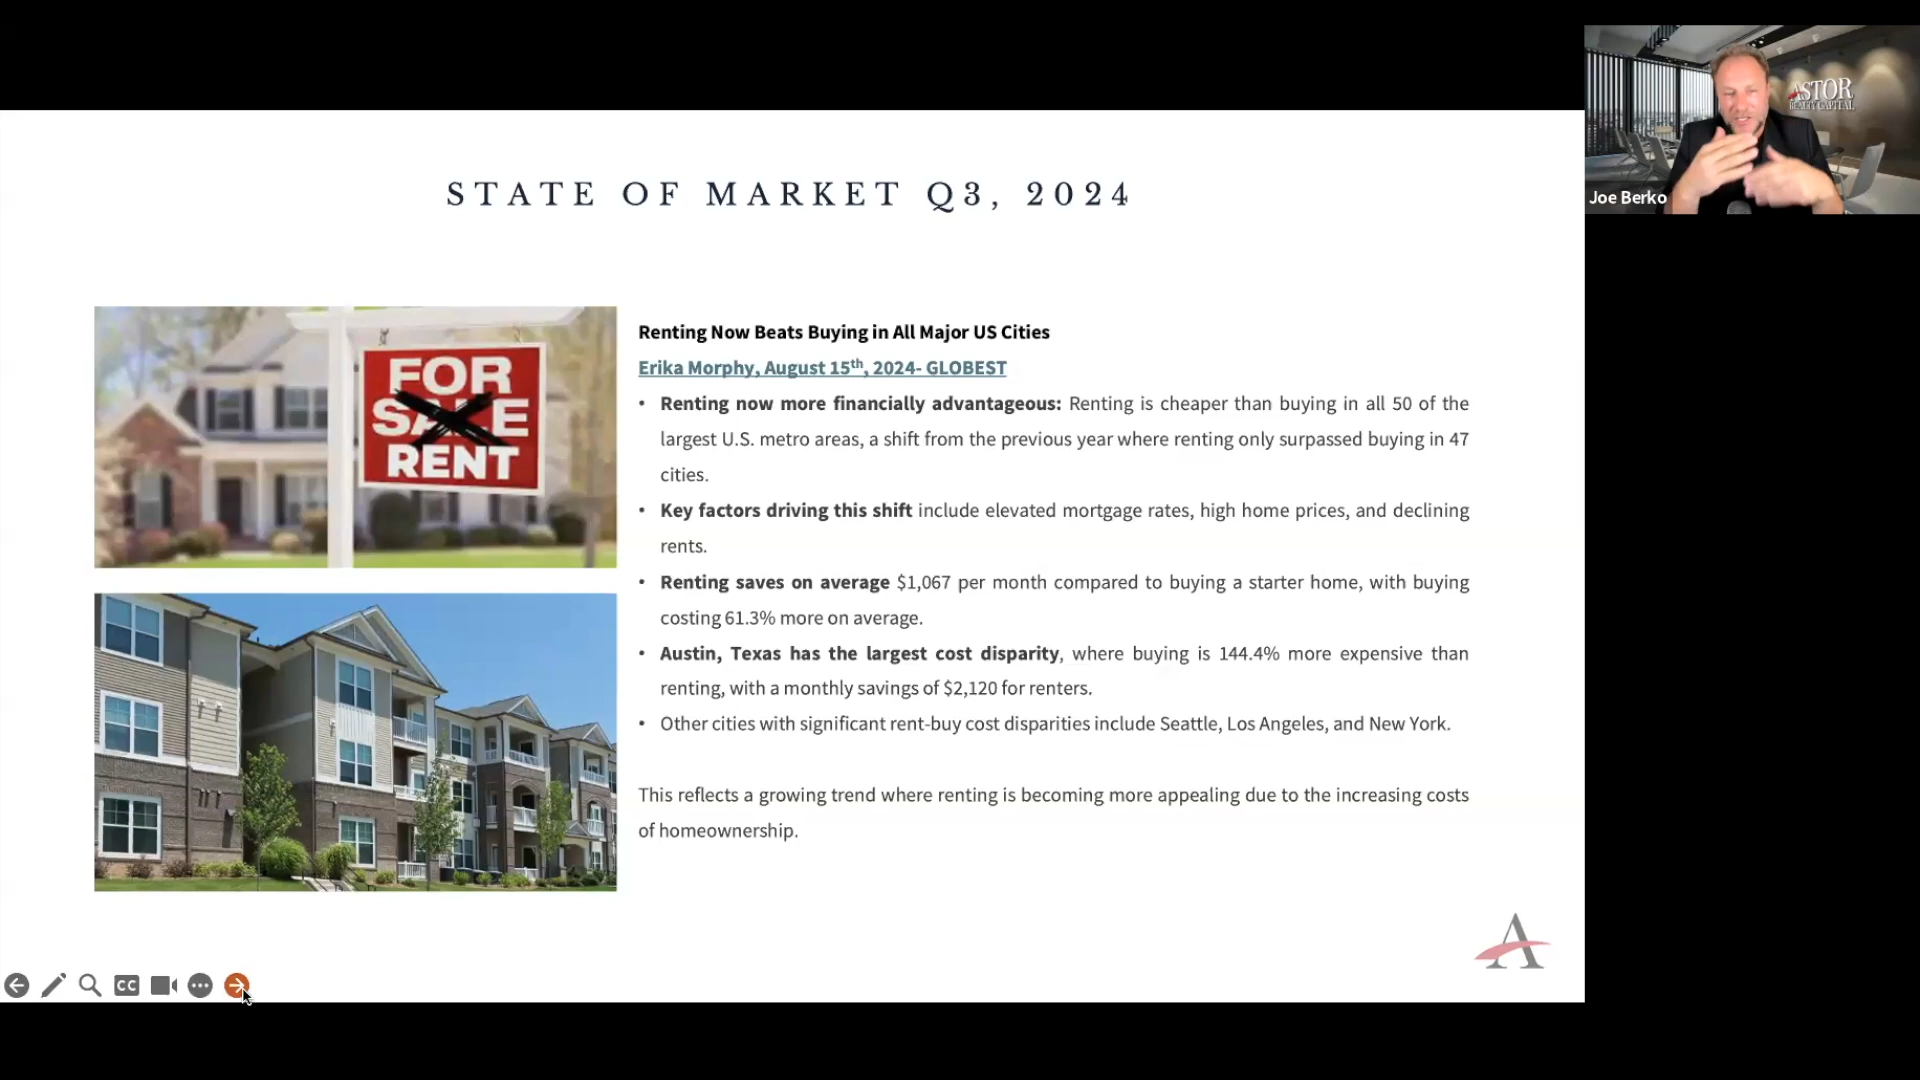 ASTOR
REALTY CAPITAL
Joe Berko
STATE OF MARKET Q3, 2024
FOR
SALE
RENT
Renting Now Beats Buying in All Major US Cities
Erika Morphy, August 15th, 2024- GLOBEST
• Renting now more financially advantageous: Renting is cheaper than buying in all 50 of the
largest U.S. metro areas, a shift from the previous year where renting only surpassed buying in 47
cities.
• Key factors driving this shift include elevated mortgage rates, high home prices, and declining
rents.
• Renting saves on average $1,067 per month compared to buying a starter home, with buying
costing 61.3% more on average.
• Austin, Texas has the largest cost disparity, where buying is 144.4% more expensive than
renting, with a monthly savings of $2,120 for renters.
• Other cities with significant rent-buy cost disparities include Seattle, Los Angeles, and New York.
This reflects a growing trend where renting is becoming more appealing due to the increasing costs
of homeownership.
A
CC